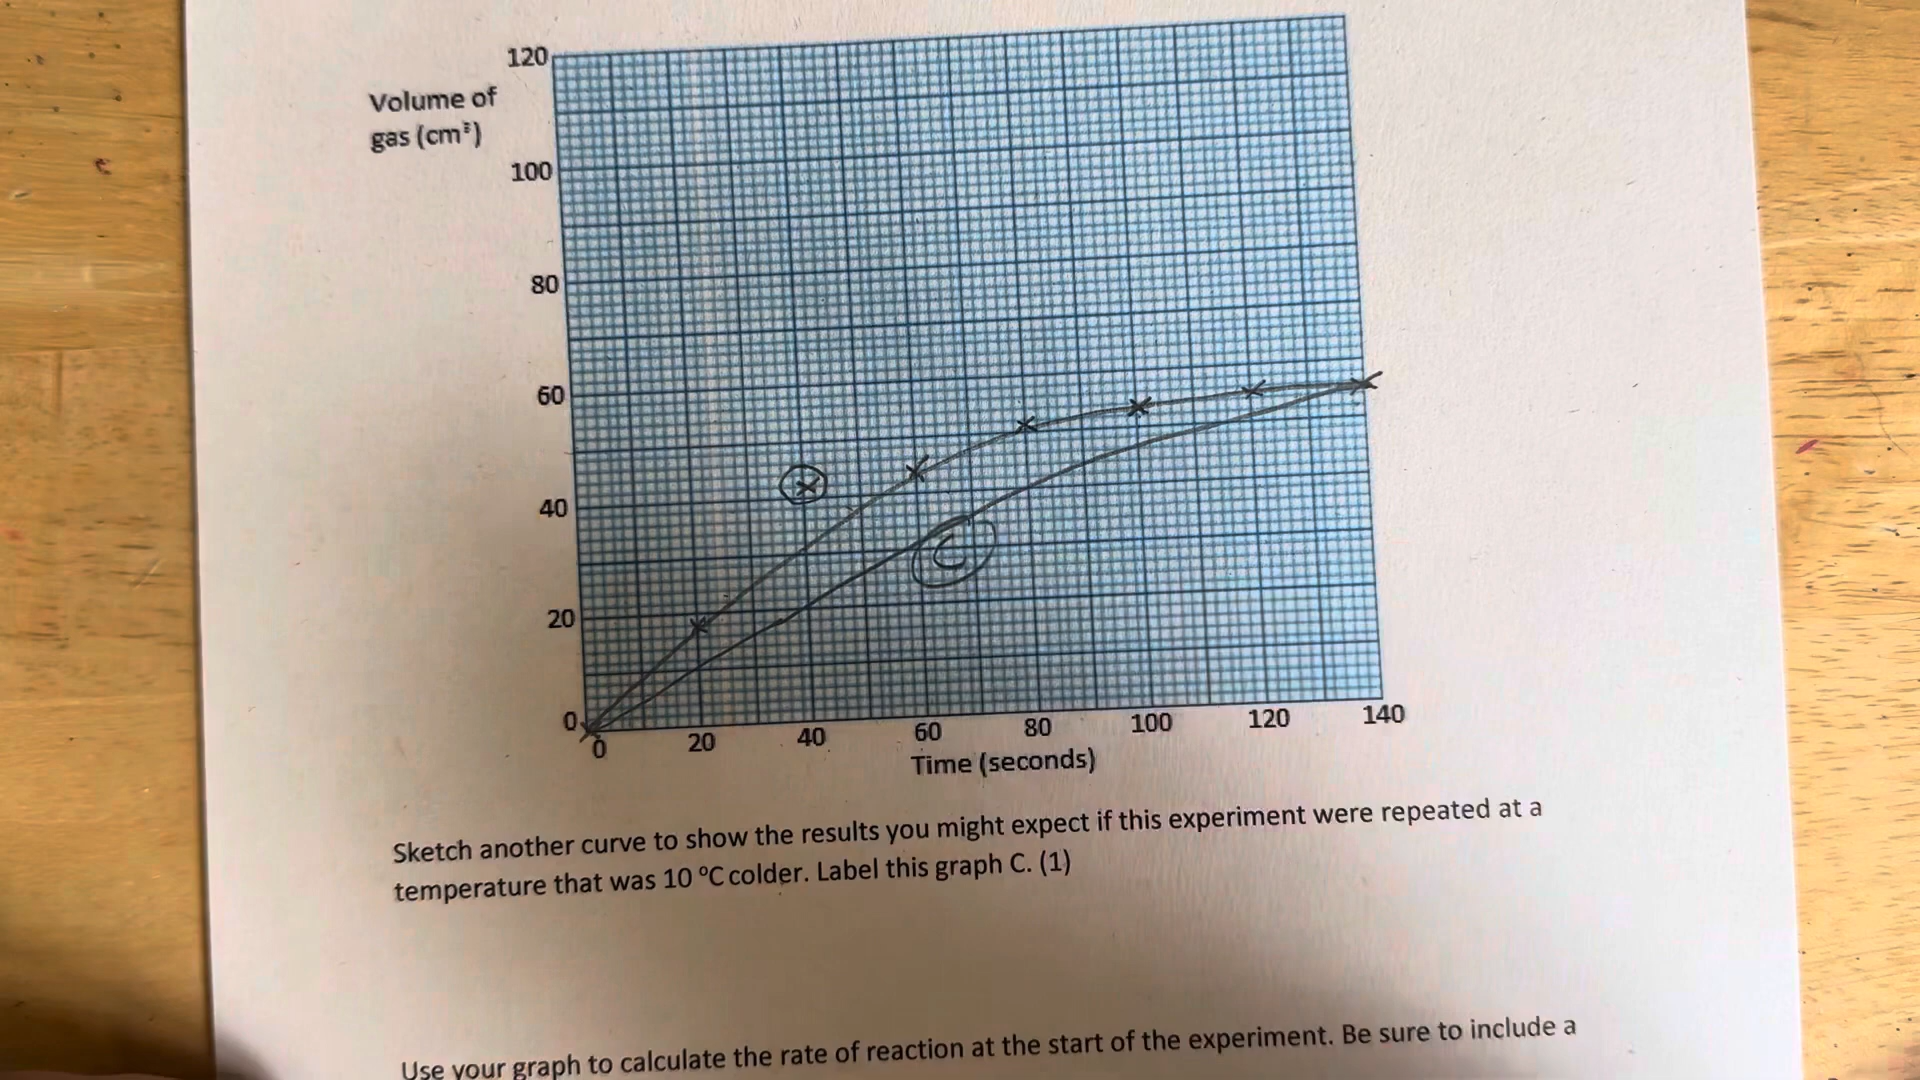 120
Volume of
gas (cm³)
100
80
60
40
20
0
C
0 20 40 60 80 100 120 140
Time (seconds)
Sketch another curve to show the results you might expect if this experiment were repeated at a
temperature that was 10 °C colder. Label this graph C. (1)
Use your graph to calculate the rate of reaction at the start of the experiment. Be sure to include a